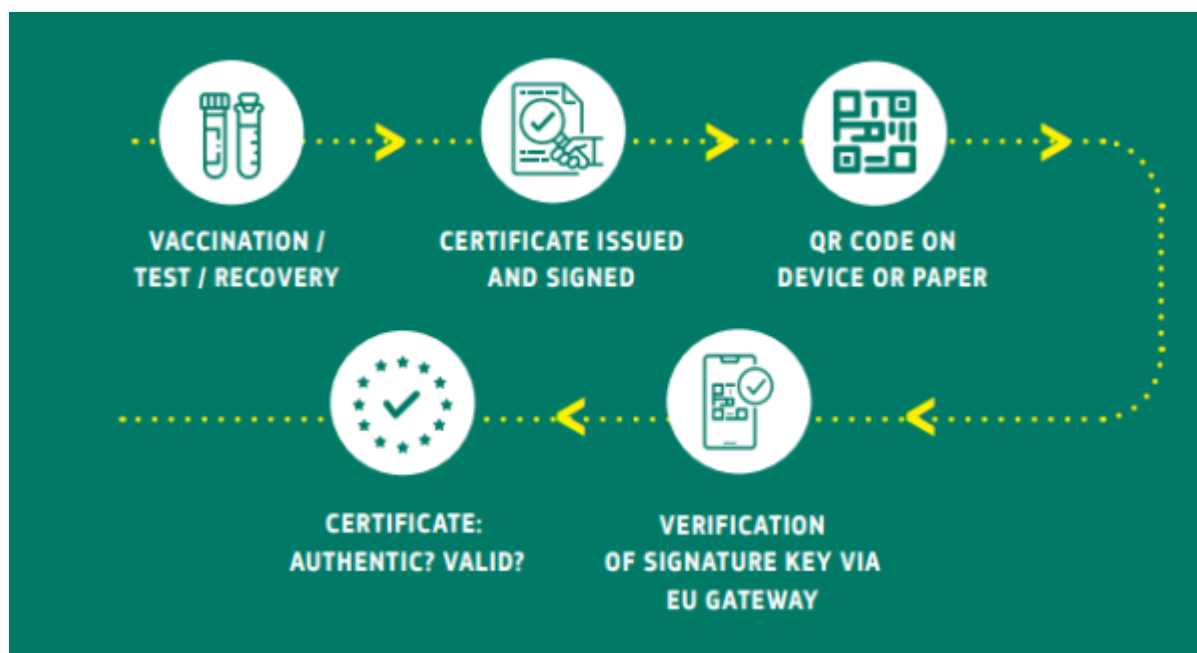 VACCINATION /
TEST / RECOVERY
CERTIFICATE ISSUED
AND SIGNED
QR CODE ON
DEVICE OR PAPER
VERIFICATION
OF SIGNATURE KEY VIA
EU GATEWAY
CERTIFICATE:
AUTHENTIC? VALID?